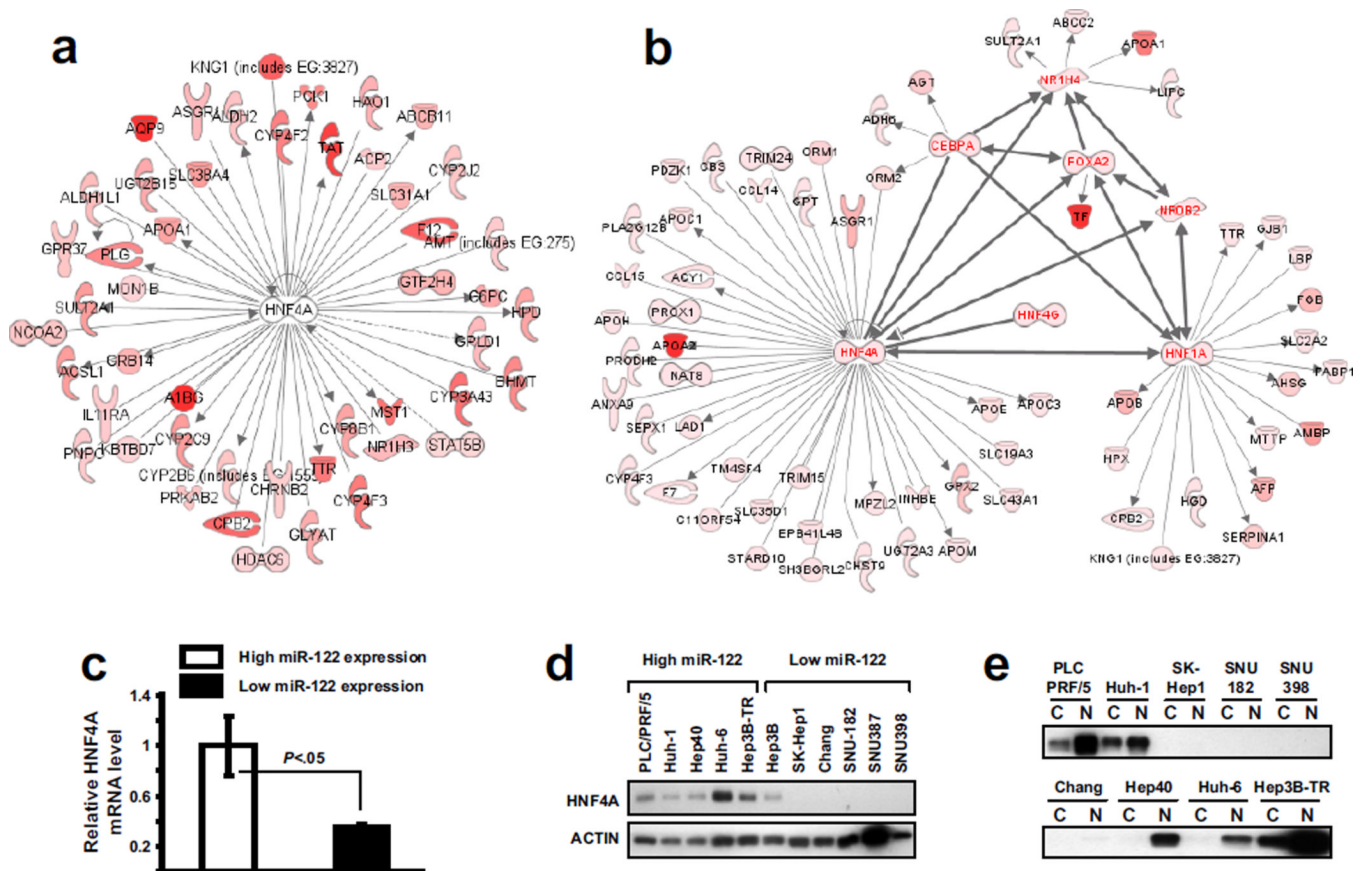 a
KNG1 (includes EG:3827)
PCK1
HAO1
ASGR1
ALDH2
ABCB11
AQP9
CYP4F2
TAT
ACP2
CYP2J2
SLC38A4
UGT2B15
SLC31A1
ALDH1L1
APOA1
F12
AMT (includes EG:275)
GPR37
PLG
GTF2H4
MON1B
G6PC
SULT2A1
HNF4A
HPD
NCOA2
GPLD1
GRB14
ACSL1
BHMT
A1BG
CYP3A43
IL11RA
MST1
CYP2C9
CYP8B1
STAT5B
PNPO
KBTBD7
NR1H3
CYP2B6 (includes EG:1555)
TTR
PRKAB2
CHRNB2
CYP4F3
CPB2
GLYAT
HDAC6
b
ABCC2
SULT2A1
APOA1
NR1H4
AGT
LIPC
ADH6
CEBPA
TRIM24
ORM1
FOXA2
PDZK1
CBS
ORM2
CCL14
GPT
NR0B2
APOC1
ASGR1
TF
PLA2G12B
TTR
GJB1
CCL15
ACY1
LBP
PROX1
HNF4G
FGB
APOH
APOA2
SLC2A2
PRODH2
HNF4A
HNF1A
NAT8
FABP1
ANXA9
AHSG
SEPX1
LAD1
APOE
APOC3
APOB
AMBP
MTTP
CYP4F3
TM4SF4
SLC19A3
HPX
F7
TRIM15
GPX2
AFP
C11ORF54
SLC35D1
MPZL2
INHBE
SLC43A1
HGD
CPB2
EPB41L4B
SERPINA1
STARD10
UGT2A3
APOM
KNG1 (includes EG:3827)
SH3BGRL2
CHST9
c
High miR-122 expression
Low miR-122 expression
Relative HNF4A
mRNA level
1.4
1
0.6
0.2
P<.05
d
High miR-122
Low miR-122
PLC/PRF/5
Huh-1
Hep40
Huh-6
Hep3B-TR
Hep3B
SK-Hep1
Chang
SNU-182
SNU387
SNU398
HNF4A
ACTIN
e
PLC
PRF/5
Huh-1
SK-
Hep1
SNU
182
SNU
398
C N C N C N C N C N
Chang
Hep40
Huh-6
Hep3B-TR
C N C N C N C N